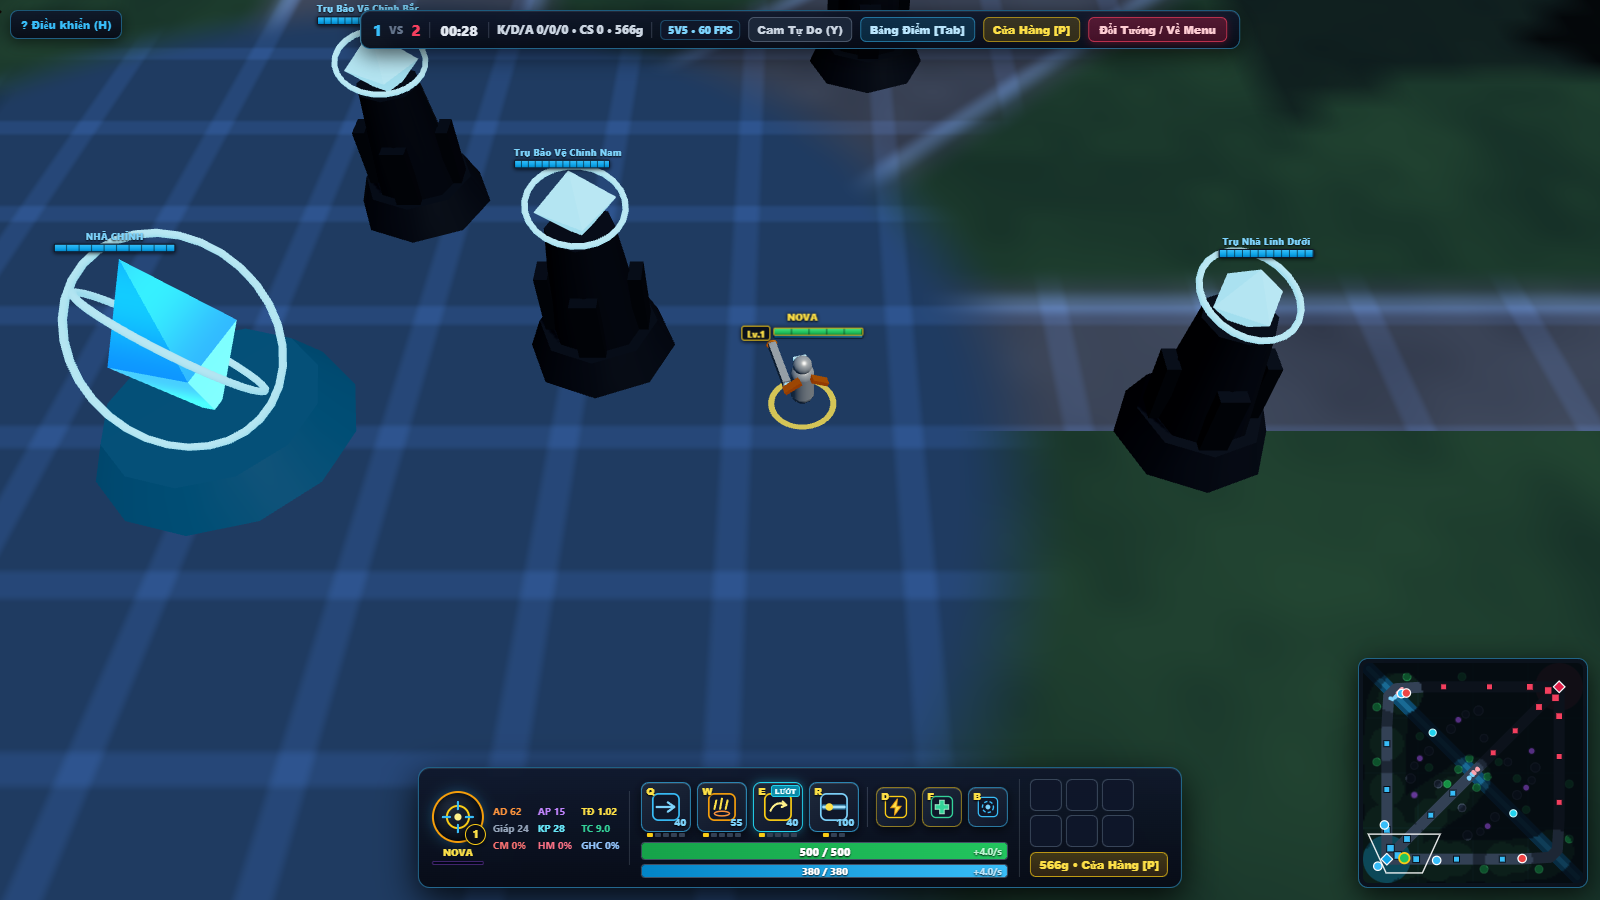 ? Điều khiển (H)
Trụ Bảo Vệ Chính Bắc
1 VS 2
00:28
K/D/A 0/0/0 • CS 0 • 566g
5V5 • 60 FPS
Cam Tự Do (Y)
Bảng Điểm [Tab]
Cửa Hàng [P]
Đổi Tướng / Về Menu
Trụ Bảo Vệ Chính Nam
NHÀ CHÍNH
Trụ Nhà Lính Dưới
NOVA
Lv.1
1
NOVA
AD 62 AP 15 TĐ 1.02
Giáp 24 KP 28 TC 9.0
CM 0% HM 0% GHC 0%
Q 40
W 55
E LƯỚT 40
R 100
D
F
B
500 / 500 +4.0/s
380 / 380 +4.0/s
566g • Cửa Hàng [P]